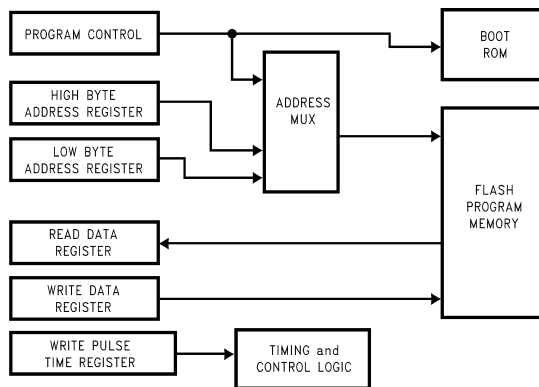 PROGRAM CONTROL
BOOT
ROM
HIGH BYTE
ADDRESS REGISTER
ADDRESS
MUX
LOW BYTE
ADDRESS REGISTER
FLASH
PROGRAM
MEMORY
READ DATA
REGISTER
WRITE DATA
REGISTER
WRITE PULSE
TIME REGISTER
TIMING and
CONTROL LOGIC